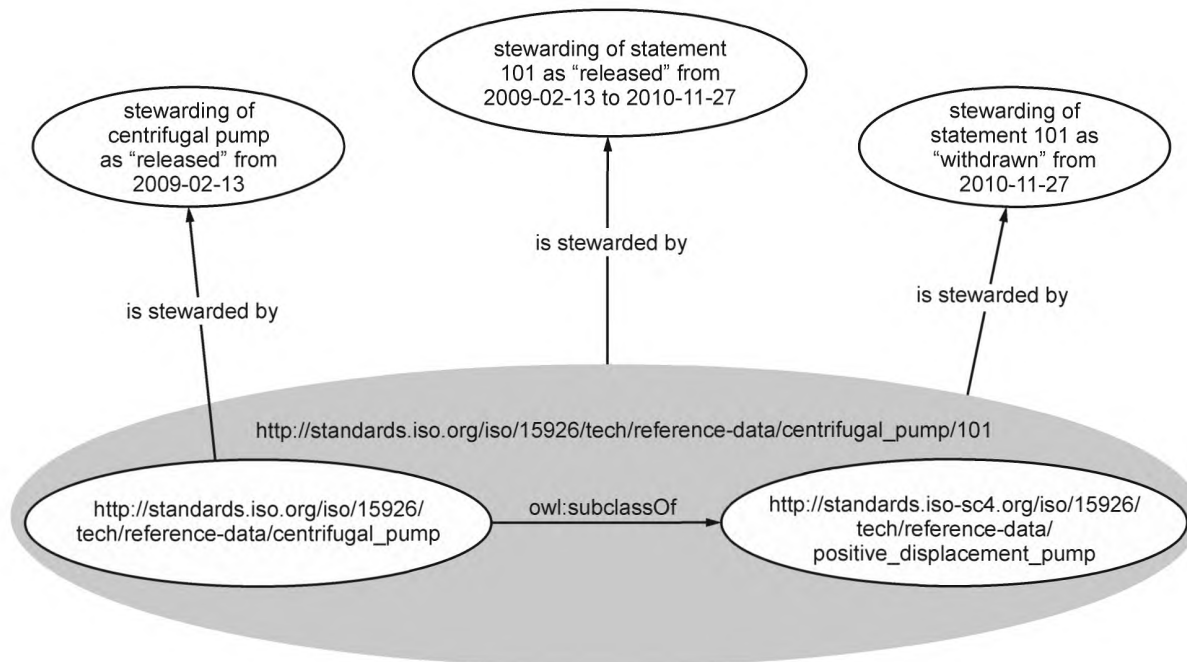 stewarding of statement
101 as “released” from
2009-02-13 to 2010-11-27
stewarding of
centrifugal pump
as “released” from
2009-02-13
stewarding of
statement 101 as
“withdrawn” from
2010-11-27
is stewarded by
is stewarded by
is stewarded by
http://standards.iso.org/iso/15926/tech/reference-data/centrifugal_pump/101
http://standards.iso.org/iso/15926/
tech/reference-data/centrifugal_pump
owl:subclassOf
http://standards.iso-sc4.org/iso/15926/
tech/reference-data/
positive_displacement_pump